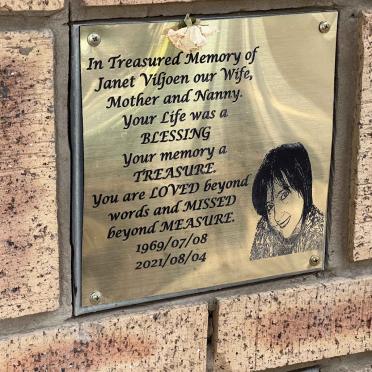 In Treasured Memory of
Janet Viljoen our Wife,
Mother and Nanny.
Your Life was a
BLESSING
Your memory a
TREASURE.
You are LOVED beyond
words and MISSED
beyond MEASURE.
1969/07/08
2021/08/04